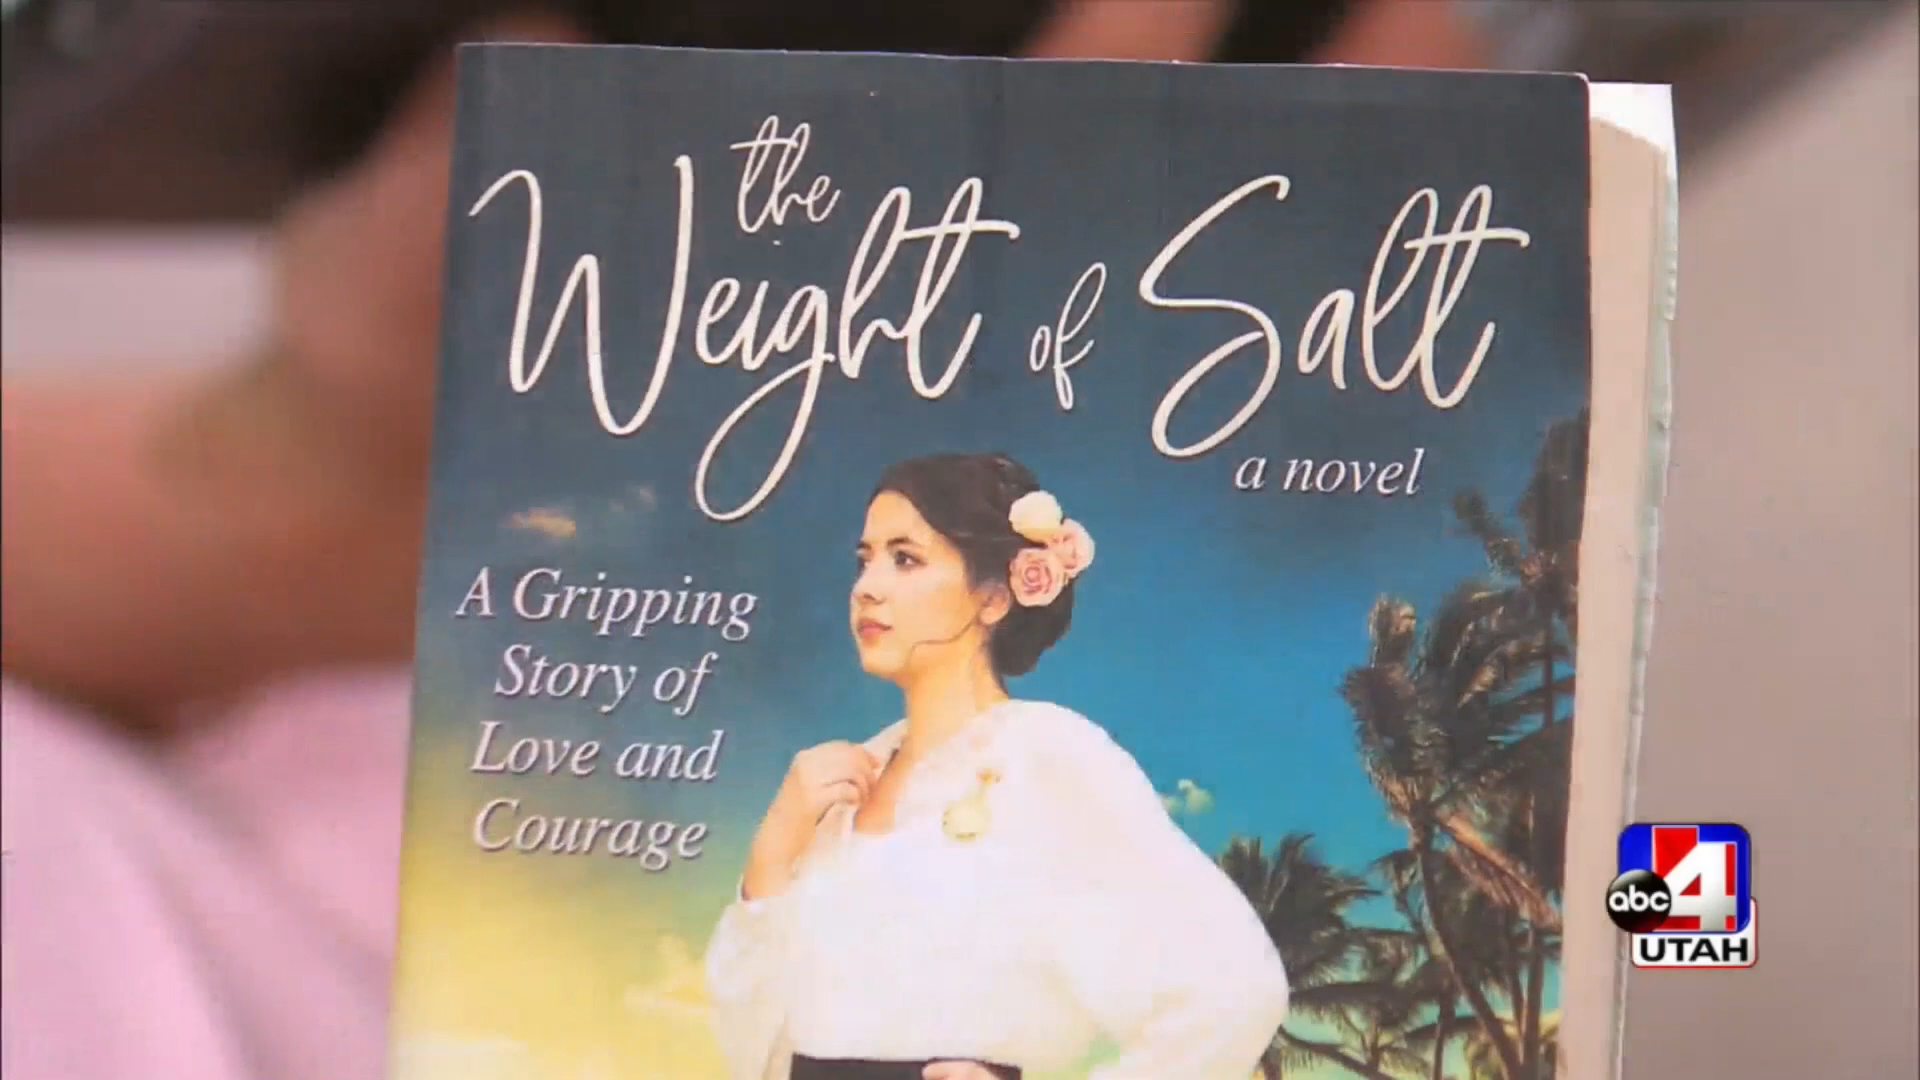 the
Weight of Salt
a novel
A Gripping
Story of
Love and
Courage
abc 4
UTAH